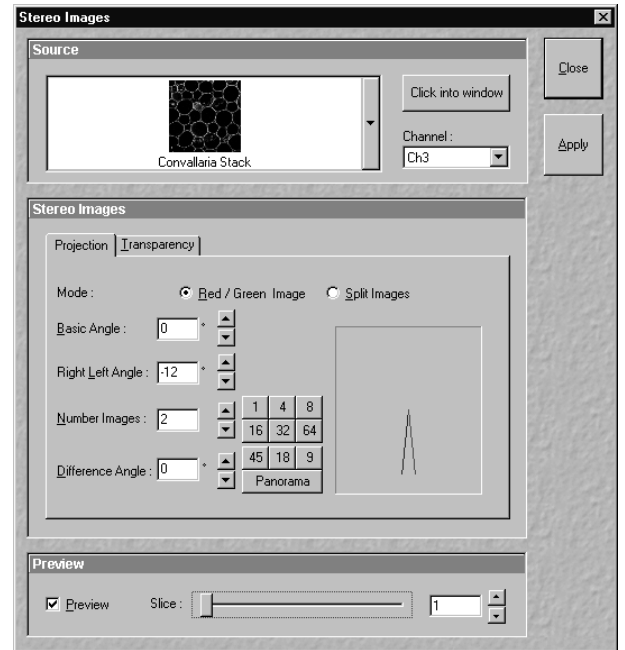 Stereo Images
Source
Close
Click into window
Channel :
Ch3
Apply
Convallaria Stack
Stereo Images
Projection Transparency
Mode : Red / Green Image Split Images
Basic Angle : 0 °
Right Left Angle : -12 °
Number Images : 2
1 4 8
16 32 64
45 18 9
Difference Angle : 0 °
Panorama
Preview
Preview Slice : 1